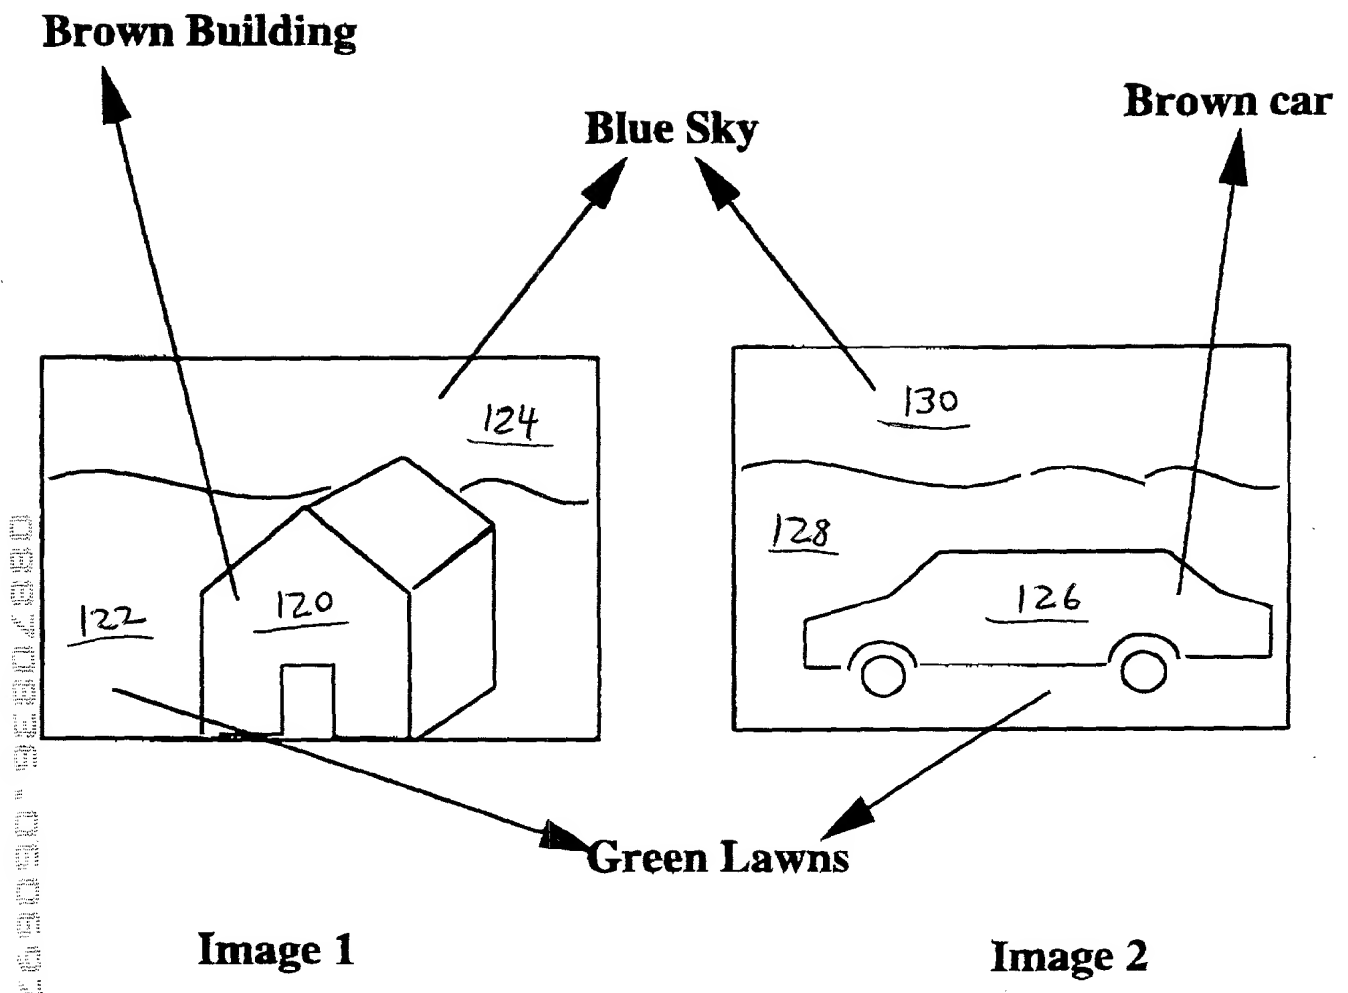 Brown Building
Blue Sky
Brown car
124
130
128
122
120
126
Green Lawns
Image 1
Image 2